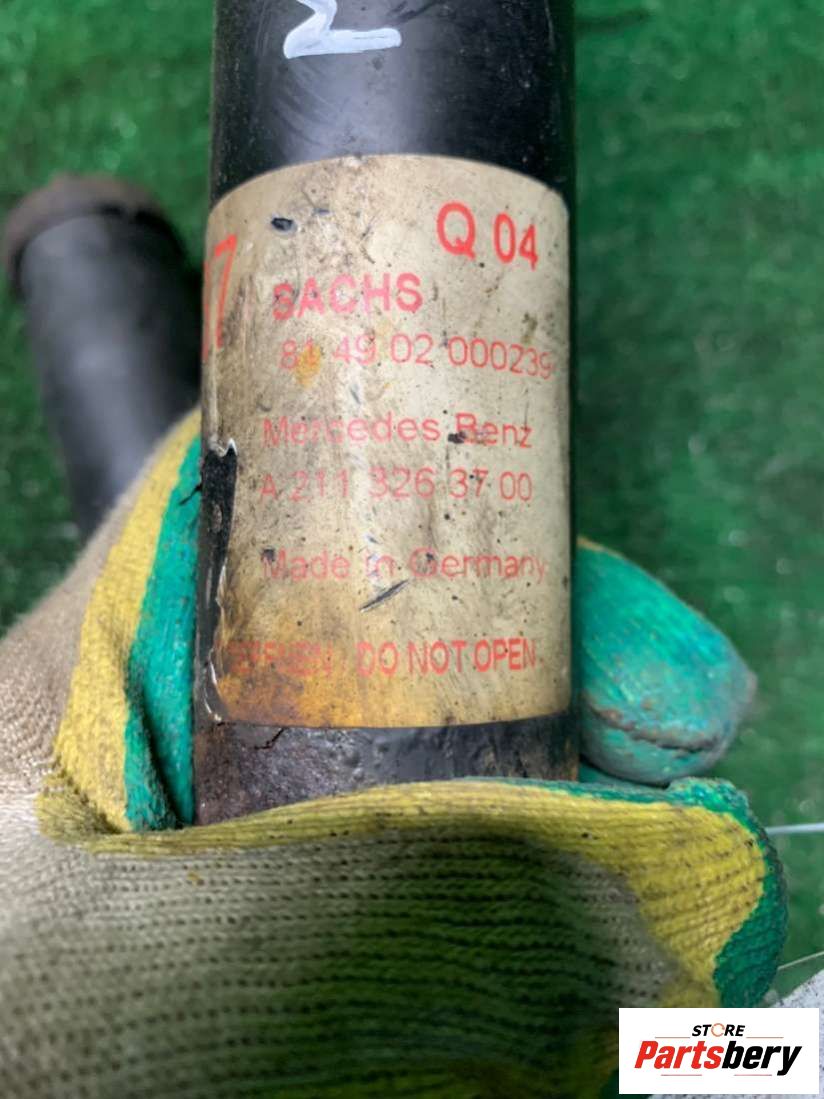 Q 04
17
SACHS
81 49 02 000239
Mercedes Benz
A 211 326 37 00
Made in Germany
DO NOT OPEN
STORE
Partsbery